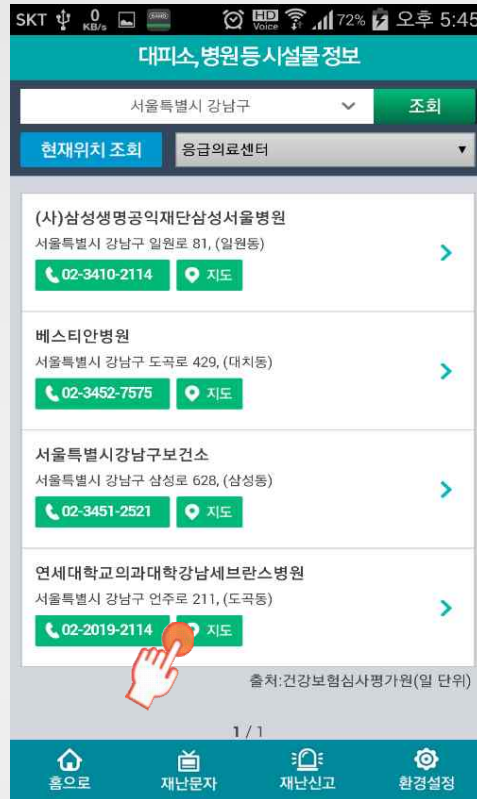 SKT 0 KB/s HD Voice 72% 오후 5:45
대피소,병원 등 시설물 정보
서울특별시 강남구 조회
현재위치 조회 응급의료센터
(사)삼성생명공익재단삼성서울병원
서울특별시 강남구 일원로 81, (일원동)
02-3410-2114 지도
베스티안병원
서울특별시 강남구 도곡로 429, (대치동)
02-3452-7575 지도
서울특별시강남구보건소
서울특별시 강남구 삼성로 628, (삼성동)
02-3451-2521 지도
연세대학교의과대학강남세브란스병원
서울특별시 강남구 언주로 211, (도곡동)
02-2019-2114 지도
출처:건강보험심사평가원(일 단위)
1 / 1
홈으로 재난문자 재난신고 환경설정